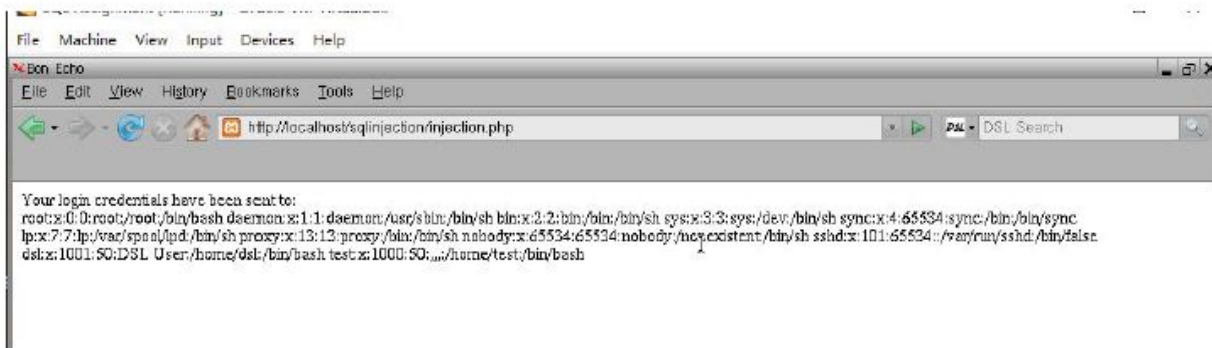 File Machine View Input Devices Help
Bon Echo
File Edit View History Bookmarks Tools Help
http://localhost/sqlinjection/injection.php DSL DSL Search
Your login credentials have been sent to:
root:x:0:0:root:/root:/bin/bash daemon:x:1:1:daemon:/usr/sbin:/bin/sh bin:x:2:2:bin:/bin:/bin/sh sys:x:3:3:sys:/dev:/bin/sh sync:x:4:65534:sync:/bin:/bin/sync
lp:x:7:7:lp:/var/spool/lpd:/bin/sh proxy:x:13:13:proxy:/bin:/bin/sh nobody:x:65534:65534:nobody:/nonexistent:/bin/sh sshd:x:101:65534::/var/run/sshd:/bin/false
dsl:x:1001:50:DSL User:/home/dsl:/bin/bash test:x:1000:50:,,,:/home/test:/bin/bash